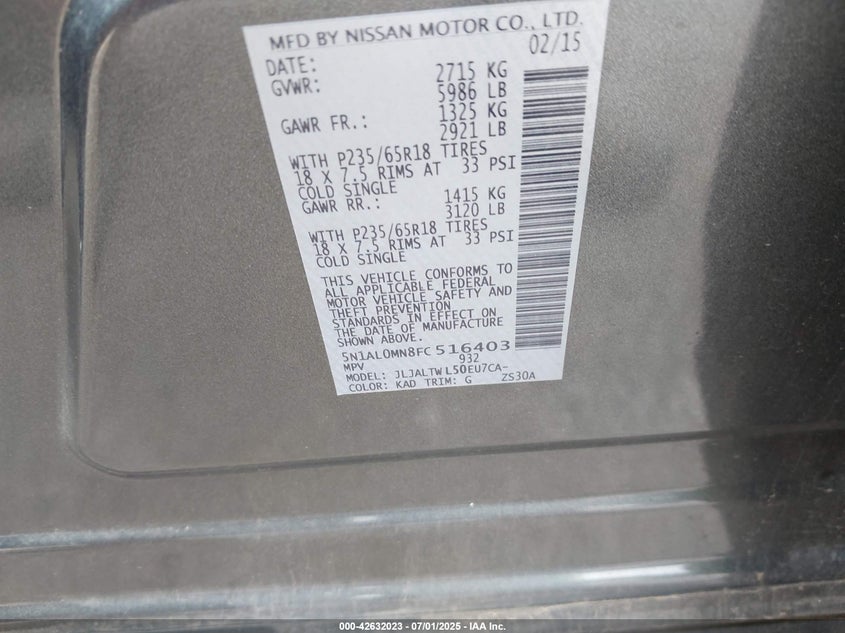 MFD BY NISSAN MOTOR CO., LTD.
DATE: 02/15
GVWR: 2715 KG
5986 LB
GAWR FR.: 1325 KG
2921 LB
WITH P235/65R18 TIRES
18 X 7.5 RIMS AT 33 PSI
COLD SINGLE
GAWR RR.: 1415 KG
3120 LB
WITH P235/65R18 TIRES
18 X 7.5 RIMS AT 33 PSI
COLD SINGLE
THIS VEHICLE CONFORMS TO
ALL APPLICABLE FEDERAL
MOTOR VEHICLE SAFETY AND
THEFT PREVENTION
STANDARDS IN EFFECT ON
THE DATE OF MANUFACTURE
SHOWN ABOVE.
5N1AL0MN8FC 516403
MPV 932
MODEL: JLJALTW L50EU7CA-
COLOR: KAD TRIM: G ZS30A
000-42632023 - 07/01/2025 - IAA Inc.